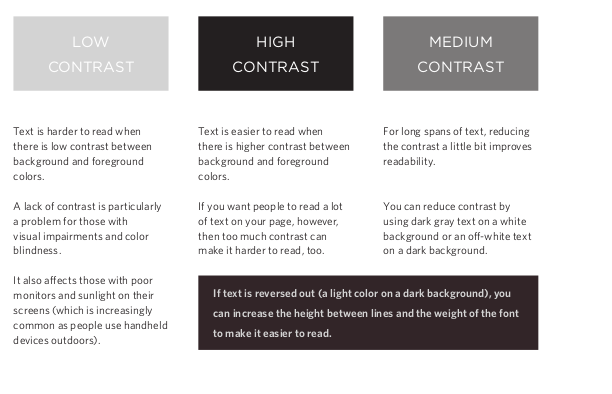 LOW
CONTRAST
Text is harder to read when
there is low contrast between
background and foreground
colors.
A lack of contrast is particularly
a problem for those with
visual impairments and color
blindness.
It also affects those with poor
monitors and sunlight on their
screens (which is increasingly
common as people use handheld
devices outdoors).
HIGH
CONTRAST
Text is easier to read when
there is higher contrast between
background and foreground
colors.
If you want people to read a lot
of text on your page, however,
then too much contrast can
make it harder to read, too.
MEDIUM
CONTRAST
For long spans of text, reducing
the contrast a little bit improves
readability.
You can reduce contrast by
using dark gray text on a white
background or an off-white text
on a dark background.
If text is reversed out (a light color on a dark background), you
can increase the height between lines and the weight of the font
to make it easier to read.